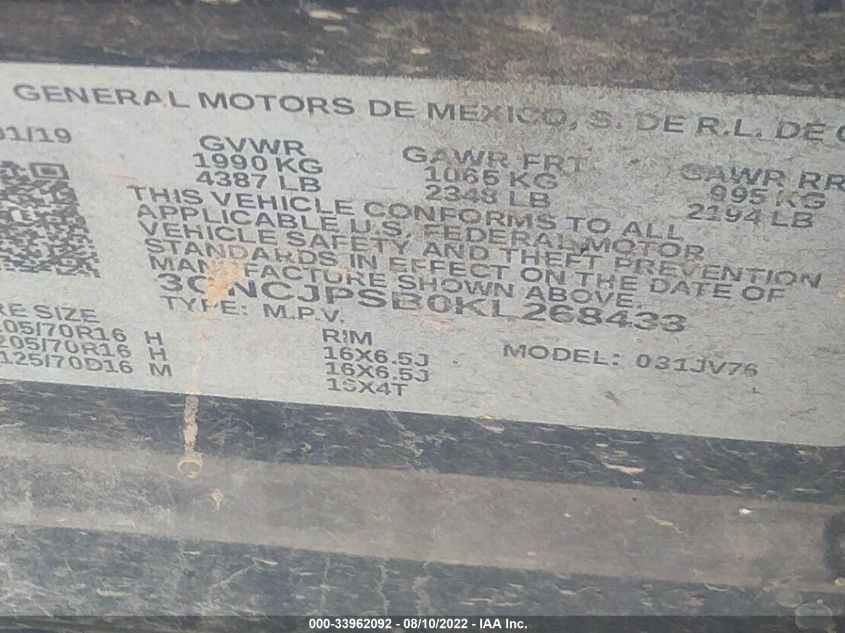 GENERAL MOTORS DE MEXICO, S. DE R.L. DE C
01/19
GVWR GAWR FRT GAWR RR
1990 KG 1065 KG 995 KG
4387 LB 2348 LB 2194 LB
THIS VEHICLE CONFORMS TO ALL
APPLICABLE U.S. FEDERAL MOTOR
VEHICLE SAFETY, AND THEFT PREVENTION
STANDARDS IN EFFECT ON THE DATE OF
MANUFACTURE SHOWN ABOVE.
3GNCJPSB0KL268433
TYPE: M.P.V. MODEL: 031JV76
RE SIZE RIM
205/70R16 H 16X6.5J
205/70R16 H 16X6.5J
125/70D16 M 16X4T
000-33962092 - 08/10/2022 - IAA Inc.